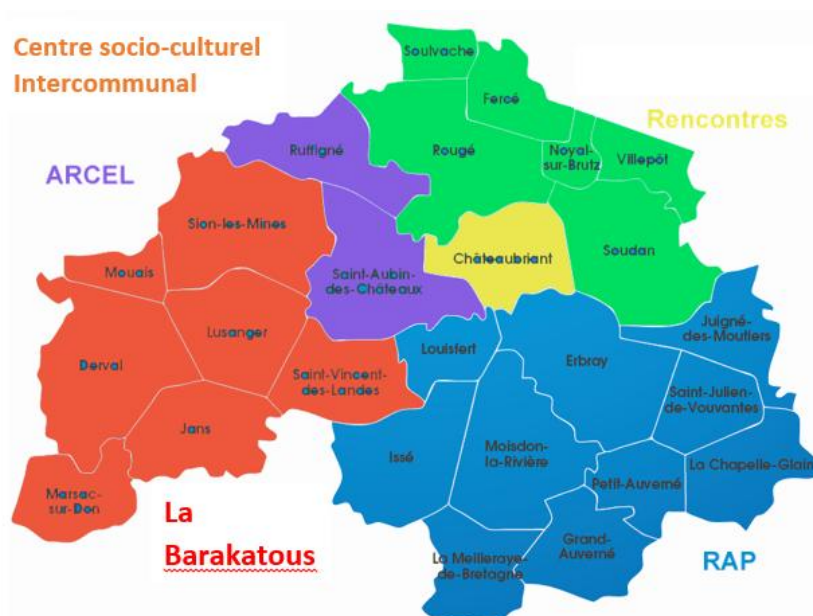 Centre socio-culturel
Intercommunal
Soulvache
Fercé
Rencontres
Ruffigné
Rougé
Noyal-
sur-Brutz
Villepôt
ARCEL
Sion-les-Mines
Châteaubriant
Soudan
Mouais
Saint-Aubin-
des-Châteaux
Juigné-
des-Moutiers
Lusanger
Louisfert
Erbray
Derval
Saint-Vincent-
des-Landes
Saint-Julien-
de-Vouvantes
Jans
Issé
Moisdon-
la-Rivière
La Chapelle-Glain
Petit-Auverné
Marsac-
sur-Don
La
Barakatous
Grand-
Auverné
La Meilleraye-
de-Bretagne
RAP